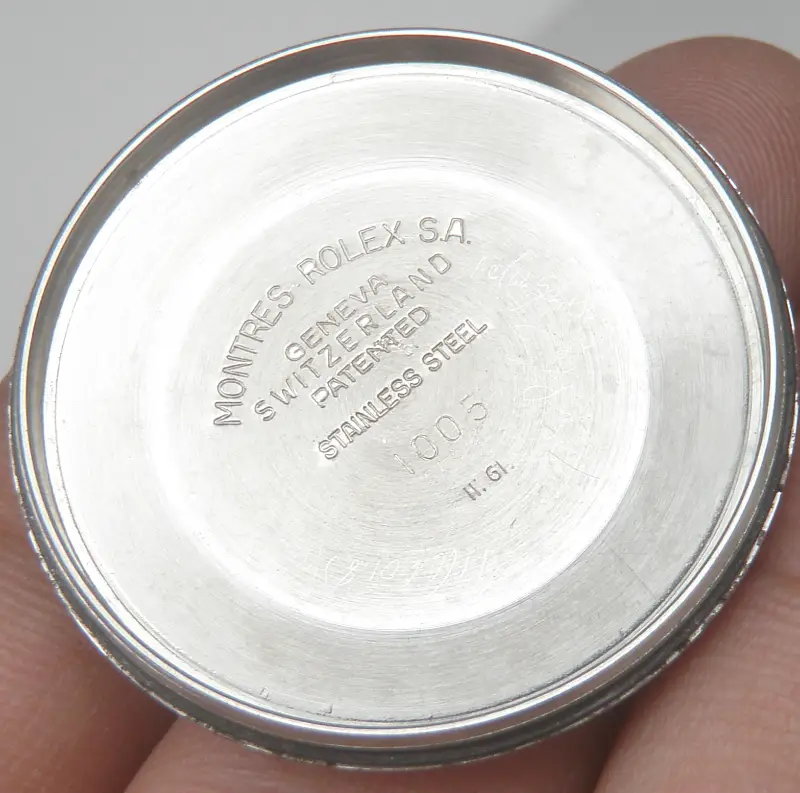 MONTRES ROLEX S.A.
GENEVA
SWITZERLAND
PATENTED
STAINLESS STEEL
1005
II. 61.